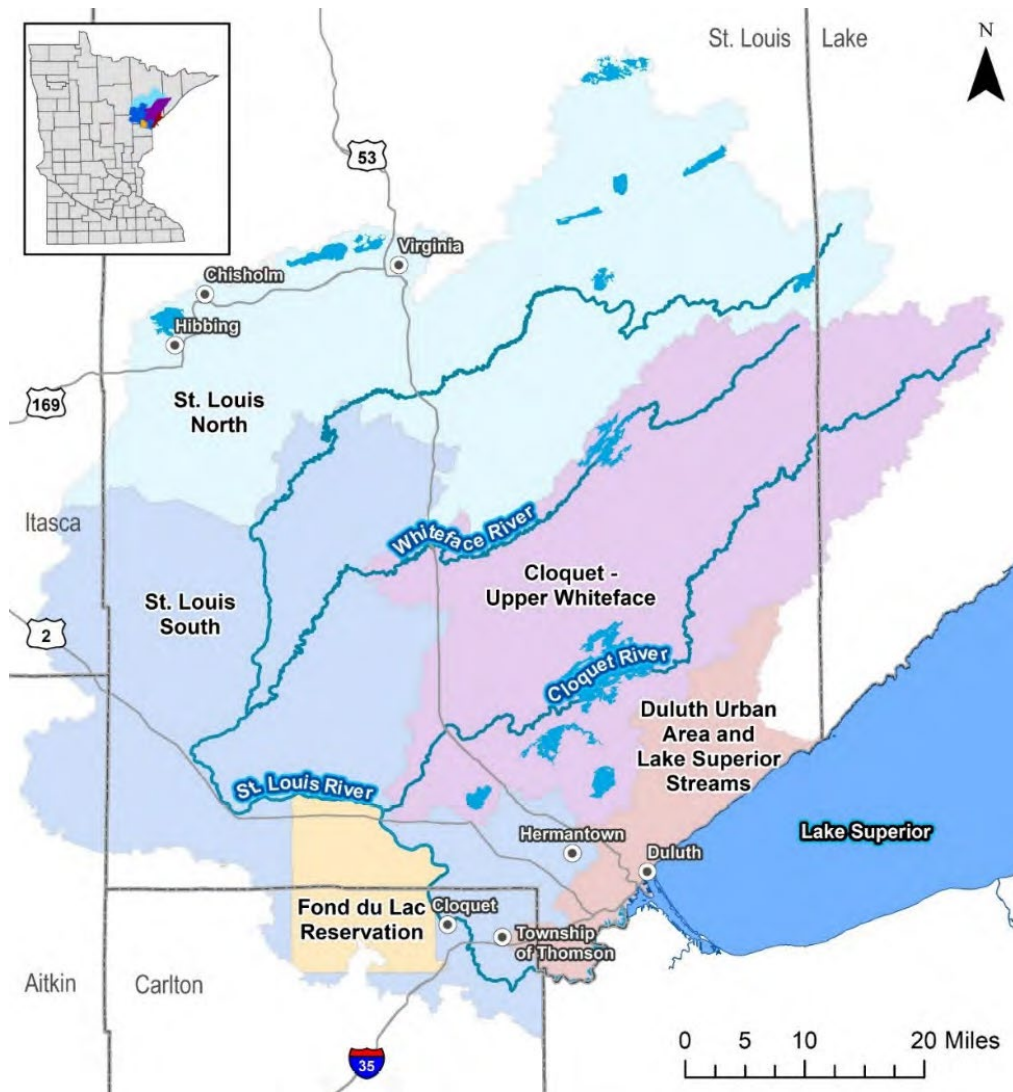 St. Louis
Lake
N
53
Virginia
Chisholm
Hibbing
169
St. Louis
North
Itasca
Whiteface River
Cloquet -
Upper Whiteface
St. Louis
South
2
Cloquet River
Duluth Urban
Area and
Lake Superior
Streams
St. Louis River
Lake Superior
Hermantown
Duluth
Fond du Lac
Reservation
Cloquet
Township
of Thomson
Aitkin
Carlton
35
0 5 10 20 Miles